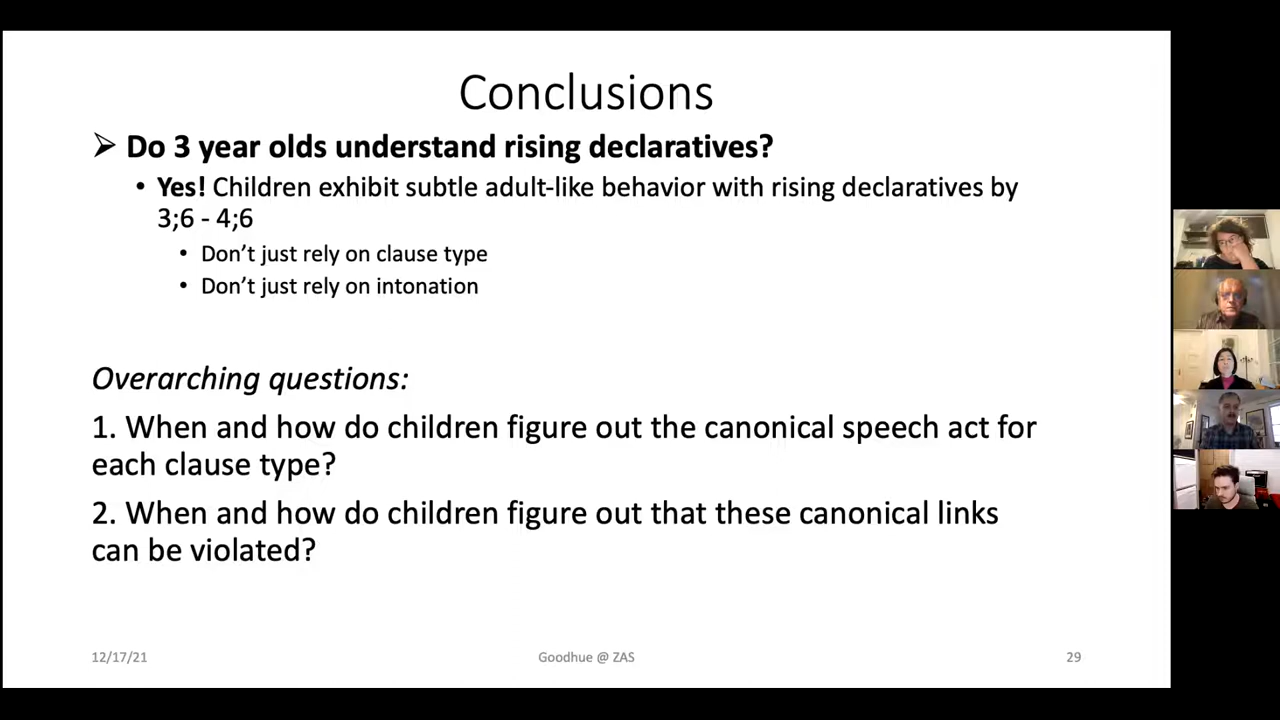 Conclusions
➢ Do 3 year olds understand rising declaratives?
• Yes! Children exhibit subtle adult-like behavior with rising declaratives by
3;6 - 4;6
• Don’t just rely on clause type
• Don’t just rely on intonation
Overarching questions:
1. When and how do children figure out the canonical speech act for
each clause type?
2. When and how do children figure out that these canonical links
can be violated?
12/17/21
Goodhue @ ZAS
29